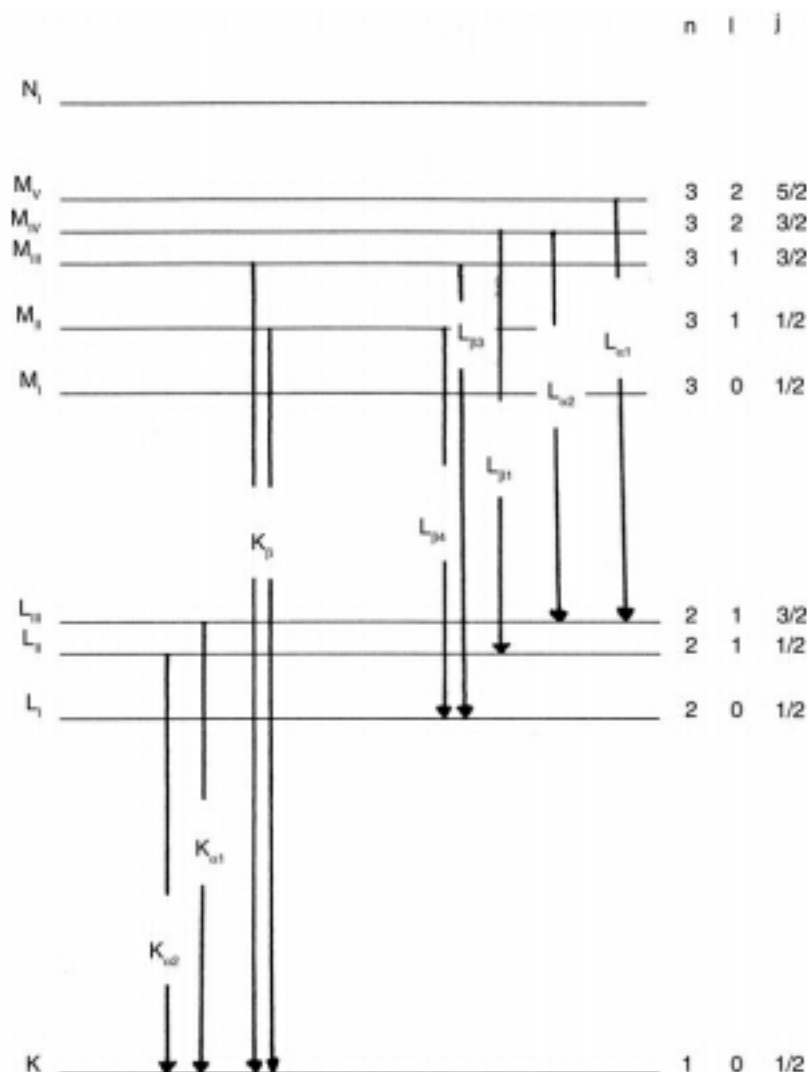 n l j
N_I
M_V 3 2 5/2
M_IV 3 2 3/2
M_III 3 1 3/2
M_II 3 1 1/2
L_β3
L_α1
M_I 3 0 1/2
L_α2
L_β1
L_β4
K_β
L_III 2 1 3/2
L_II 2 1 1/2
L_I 2 0 1/2
K_α1
K_α2
K 1 0 1/2